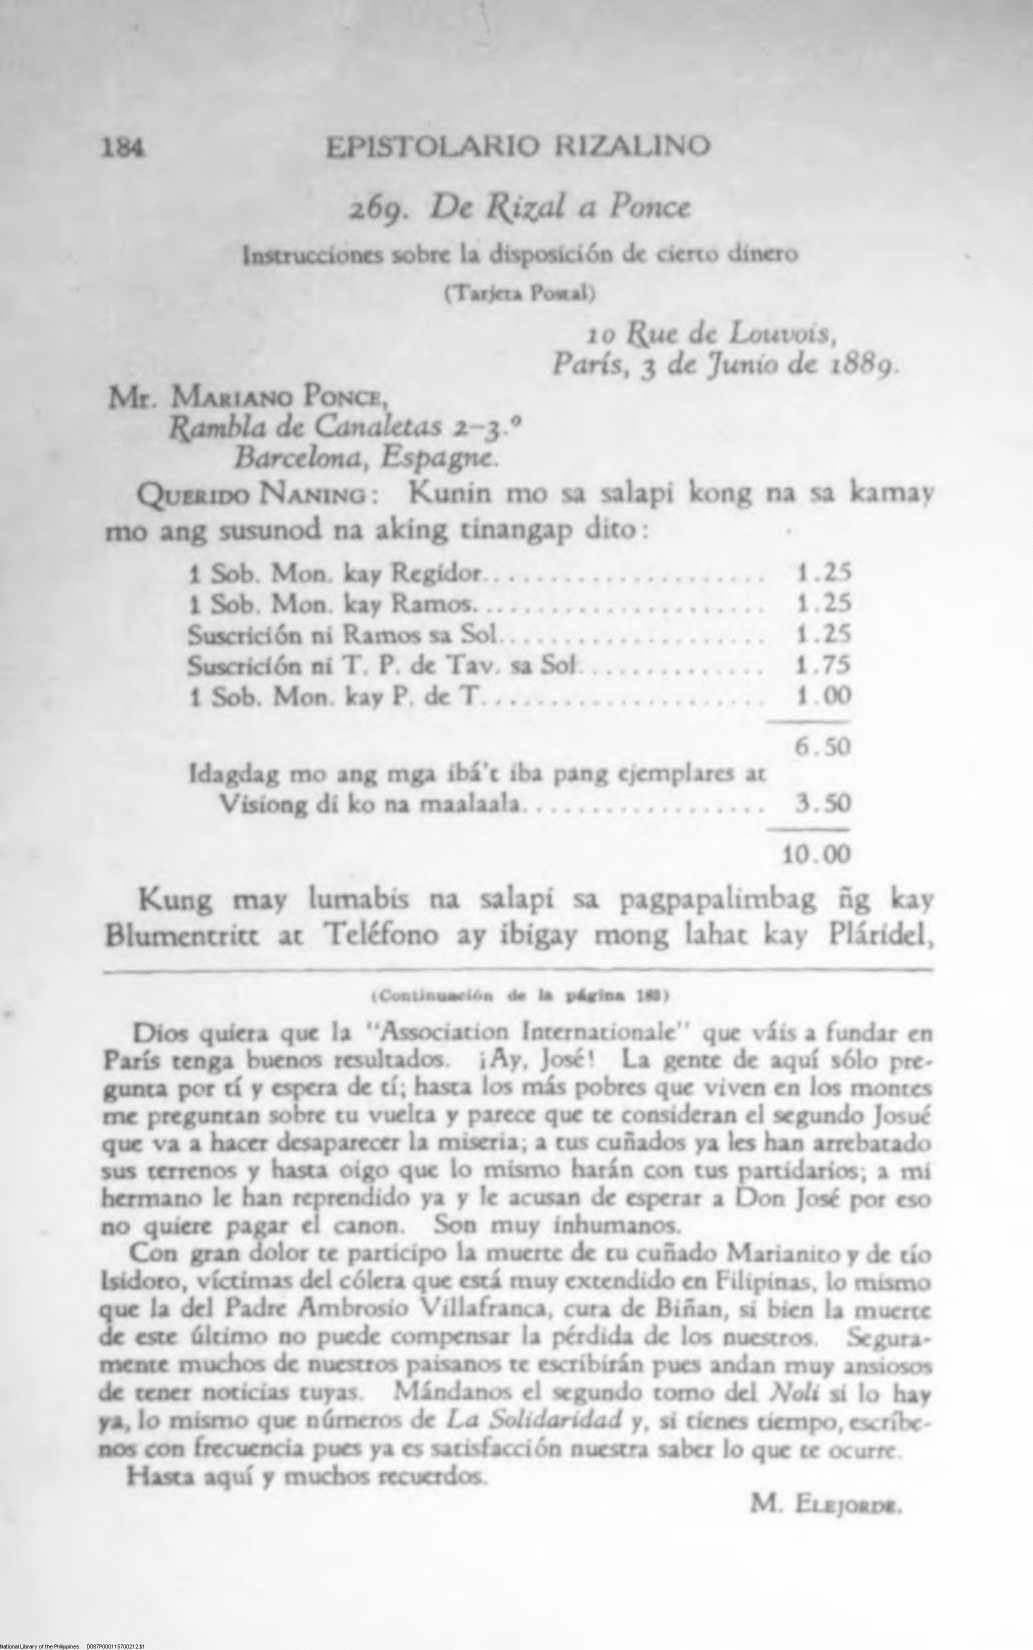 184 EPISTOLARIO RIZALINO
269. De Rizal a Ponce
Instrucciones sobre la disposición de cierto dinero
(Tarjeta Postal)
10 Rue de Louvois,
París, 3 de Junio de 1889.
Mr. MARIANO PONCE,
Rambla de Canaletas 2-3.º
Barcelona, Espagne.
QUERIDO NANING: Kunin mo sa salapi kong na sa kamay
mo ang susunod na aking tinangap dito:
1 Sob. Mon. kay Regidor. . . . . . . . . . . . . . . . . . . . 1.25
1 Sob. Mon. kay Ramos. . . . . . . . . . . . . . . . . . . . 1.25
Suscrición ni Ramos sa Sol. . . . . . . . . . . . . . . . . . . 1.25
Suscrición ni T. P. de Tav. sa Sol. . . . . . . . . . . . . . 1.75
1 Sob. Mon. kay P. de T. . . . . . . . . . . . . . . . . . . . 1.00
6.50
Idagdag mo ang mga ibá't iba pang ejemplares at
Visiong di ko na maalaala. . . . . . . . . . . . . . . . . . 3.50
10.00
Kung may lumabis na salapi sa pagpapalimbag ñg kay
Blumentritt at Teléfono ay ibigay mong lahat kay Pláridel,
(Continuación de la página 183)
Dios quiera que la "Association Internationale" que váis a fundar en
París tenga buenos resultados. ¡Ay, José! La gente de aquí sólo pre-
gunta por tí y espera de tí; hasta los más pobres que viven en los montes
me preguntan sobre tu vuelta y parece que te consideran el segundo Josué
que va a hacer desaparecer la miseria; a tus cuñados ya les han arrebatado
sus terrenos y hasta oigo que lo mismo harán con tus partidarios; a mi
hermano le han reprendido ya y le acusan de esperar a Don José por eso
no quiere pagar el canon. Son muy inhumanos.
Con gran dolor te participo la muerte de tu cuñado Marianito y de tío
Isidoro, víctimas del cólera que está muy extendido en Filipinas, lo mismo
que la del Padre Ambrosio Villafranca, cura de Biñan, si bien la muerte
de este último no puede compensar la pérdida de los nuestros. Segura-
mente muchos de nuestros paisanos te escribirán pues andan muy ansiosos
de tener noticias tuyas. Mándanos el segundo tomo del Noli si lo hay
ya, lo mismo que números de La Solidaridad y, si tienes tiempo, escríbe-
nos con frecuencia pues ya es satisfacción nuestra saber lo que te ocurre.
Hasta aquí y muchos recuerdos.
M. ELEJORDE.
National Library of the Philippines